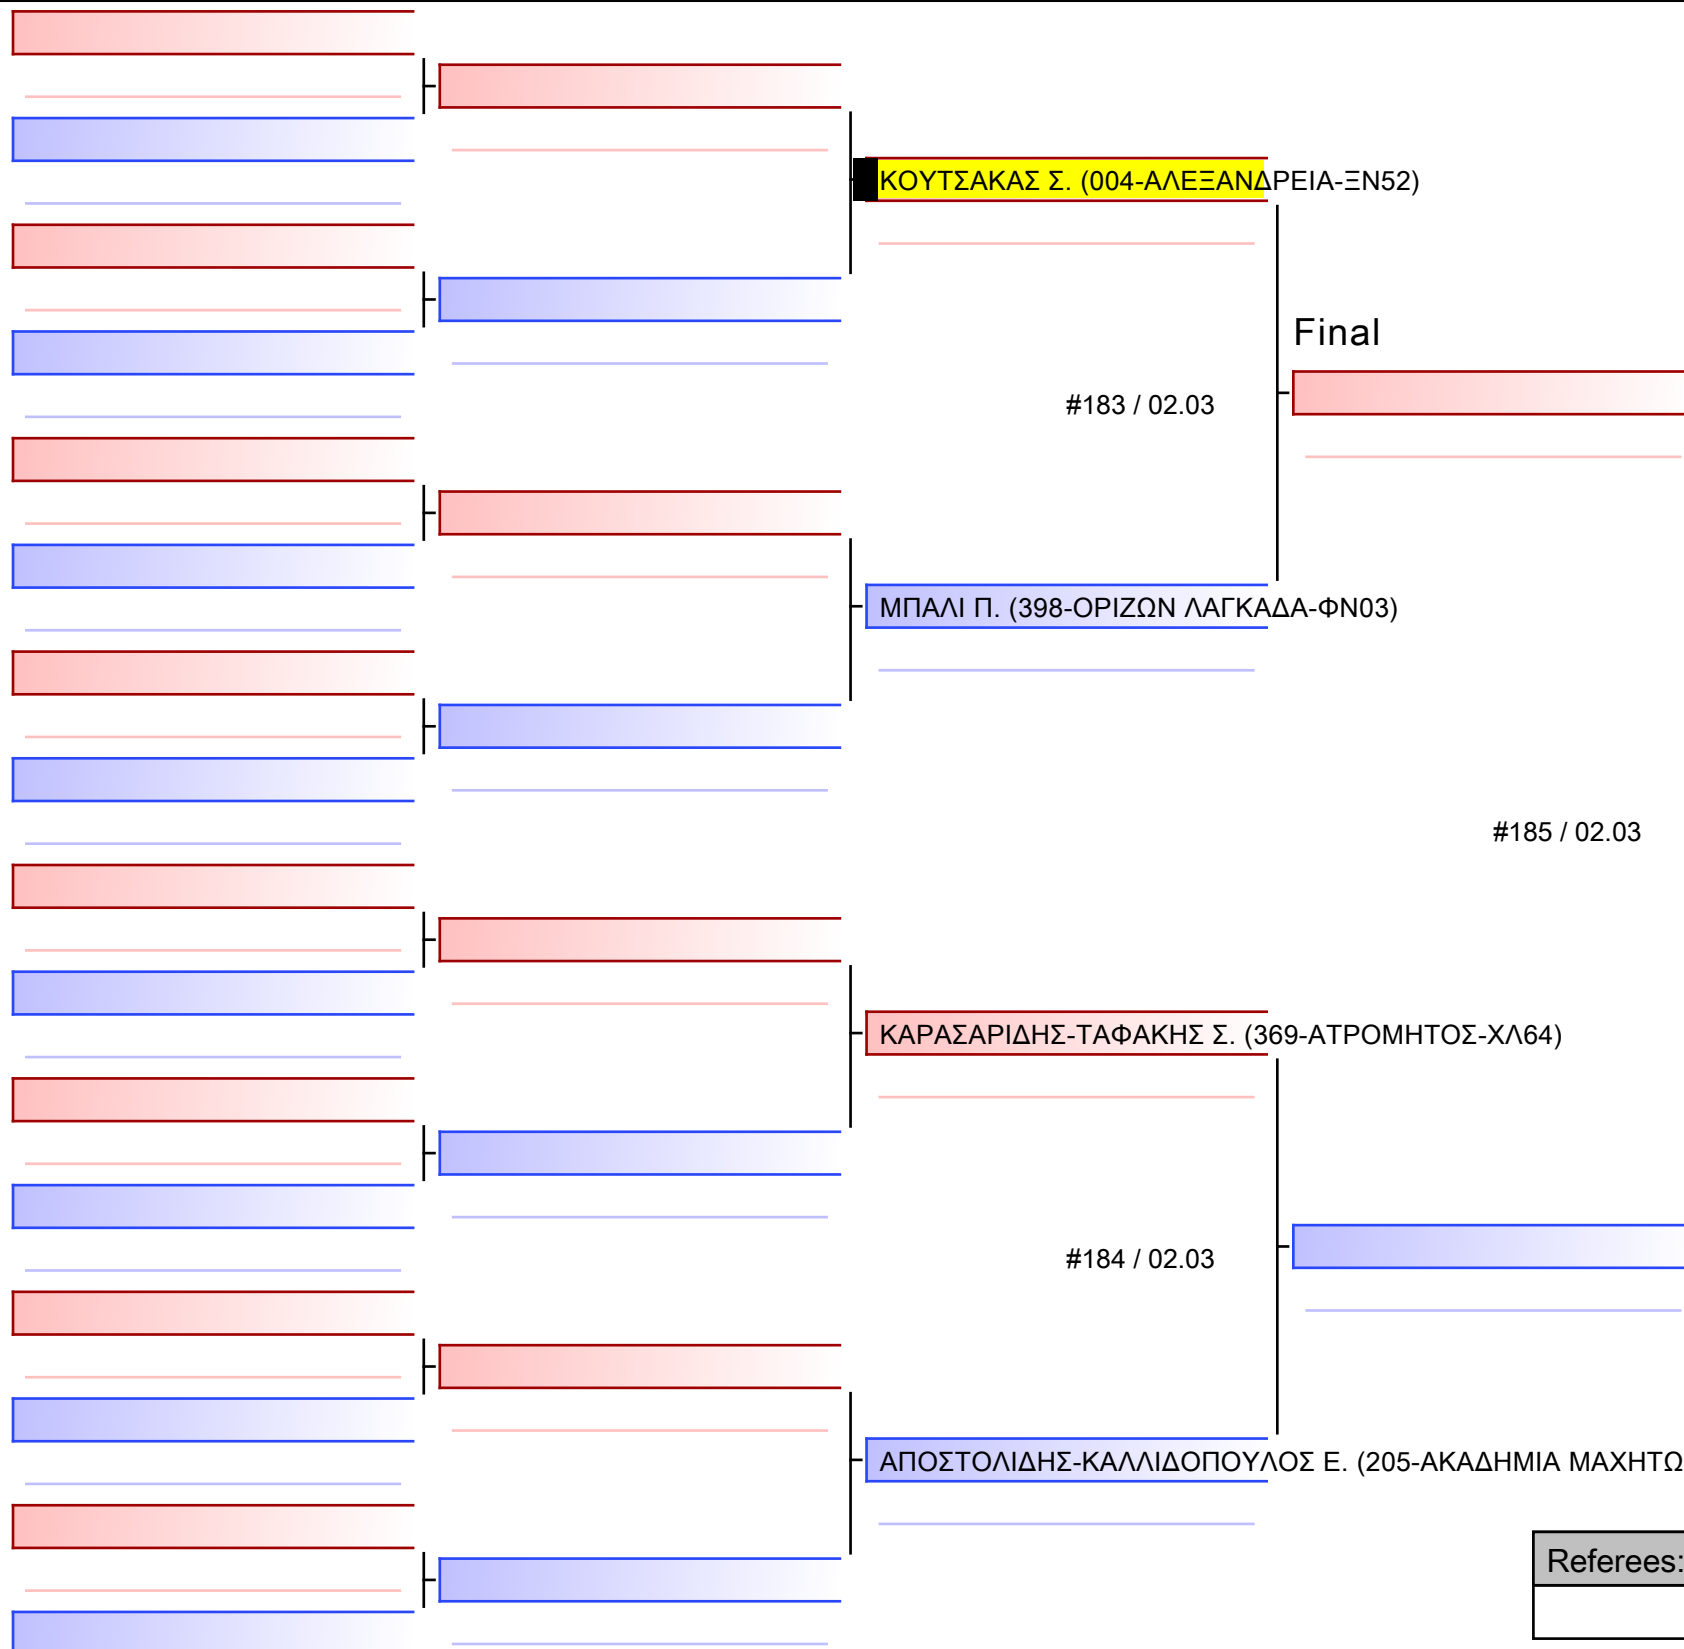 ΚΟΥΤΣΑΚΑΣ Σ. (004-ΑΛΕΞΑΝΔΡΕΙΑ-ΞΝ52)
Final
#183 / 02.03
ΜΠΑΛΙ Π. (398-ΟΡΙΖΩΝ ΛΑΓΚΑΔΑ-ΦΝ03)
#185 / 02.03
ΚΑΡΑΣΑΡΙΔΗΣ-ΤΑΦΑΚΗΣ Σ. (369-ΑΤΡΟΜΗΤΟΣ-ΧΛ64)
#184 / 02.03
ΑΠΟΣΤΟΛΙΔΗΣ-ΚΑΛΛΙΔΟΠΟΥΛΟΣ Ε. (205-ΑΚΑΔΗΜΙΑ ΜΑΧΗΤΩ
Referees: